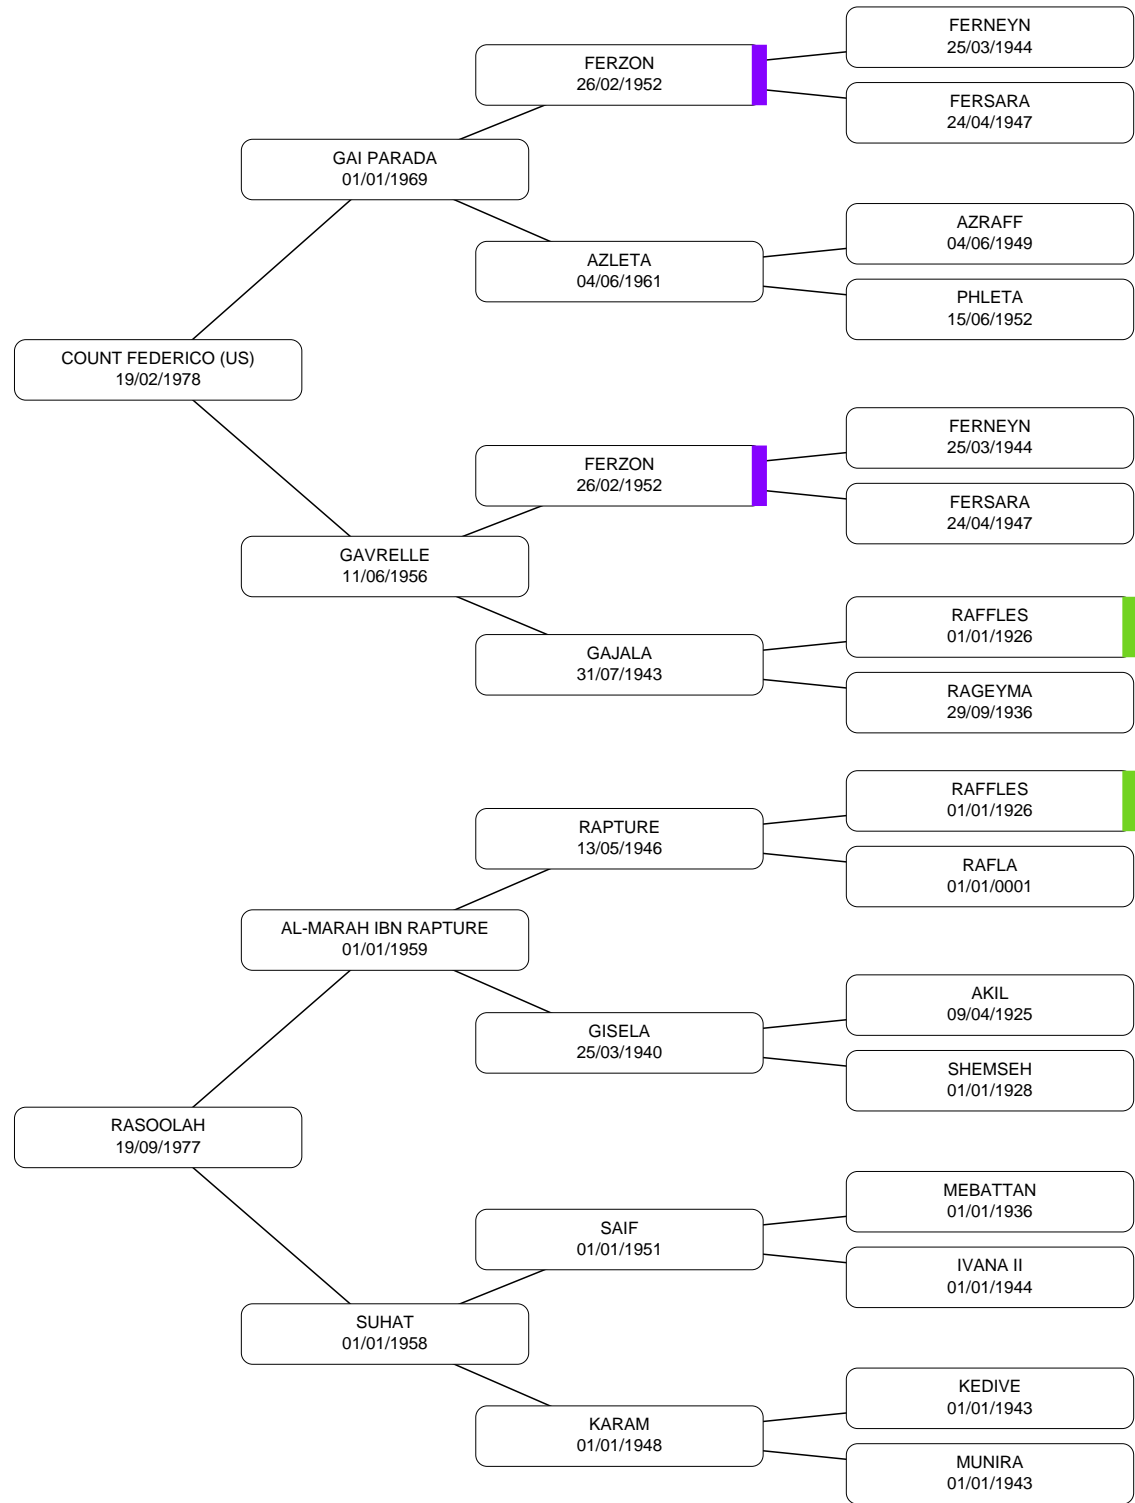 FERNEYN
25/03/1944
FERZON
26/02/1952
FERSARA
24/04/1947
GAI PARADA
01/01/1969
AZRAFF
04/06/1949
AZLETA
04/06/1961
PHLETA
15/06/1952
COUNT FEDERICO (US)
19/02/1978
FERNEYN
25/03/1944
FERZON
26/02/1952
FERSARA
24/04/1947
GAVRELLE
11/06/1956
RAFFLES
01/01/1926
GAJALA
31/07/1943
RAGEYMA
29/09/1936
RAFFLES
01/01/1926
RAPTURE
13/05/1946
RAFLA
01/01/0001
AL-MARAH IBN RAPTURE
01/01/1959
AKIL
09/04/1925
GISELA
25/03/1940
SHEMSEH
01/01/1928
RASOOLAH
19/09/1977
MEBATTAN
01/01/1936
SAIF
01/01/1951
IVANA II
01/01/1944
SUHAT
01/01/1958
KEDIVE
01/01/1943
KARAM
01/01/1948
MUNIRA
01/01/1943